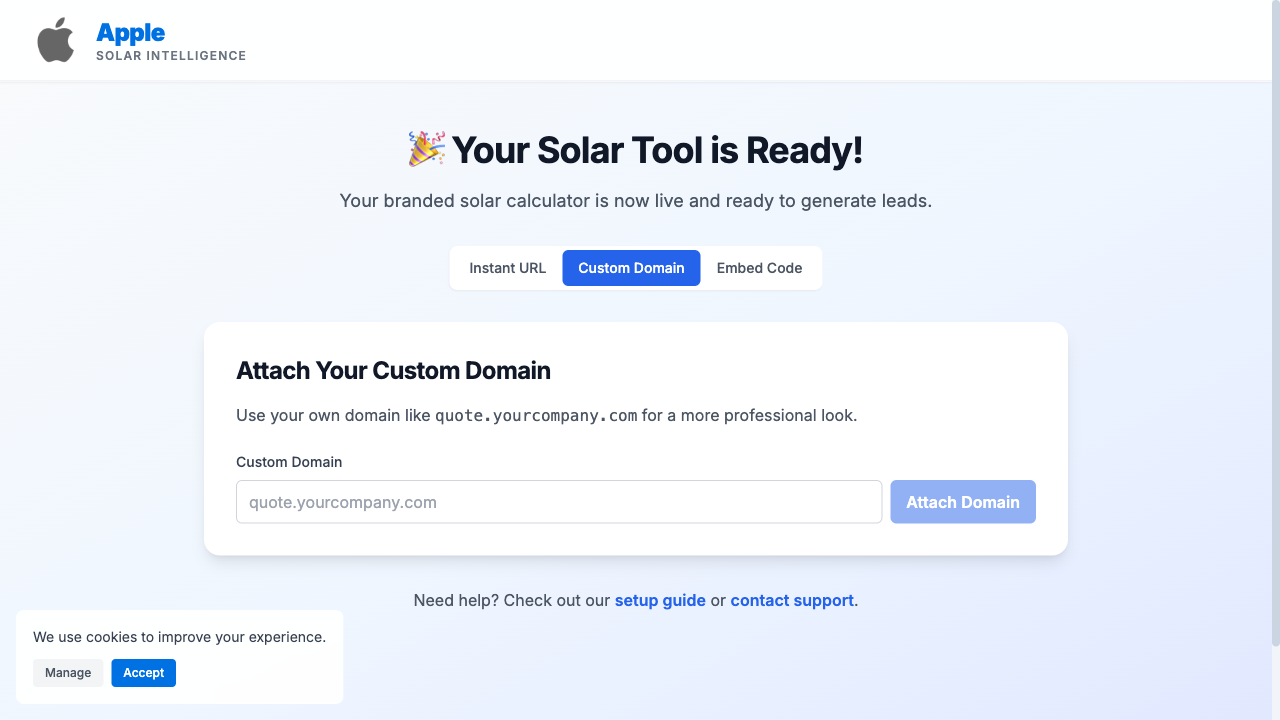 Apple
SOLAR INTELLIGENCE
🎉 Your Solar Tool is Ready!
Your branded solar calculator is now live and ready to generate leads.
Instant URL
Custom Domain
Embed Code
Attach Your Custom Domain
Use your own domain like quote.yourcompany.com for a more professional look.
Custom Domain
quote.yourcompany.com
Attach Domain
Need help? Check out our setup guide or contact support.
We use cookies to improve your experience.
Manage
Accept